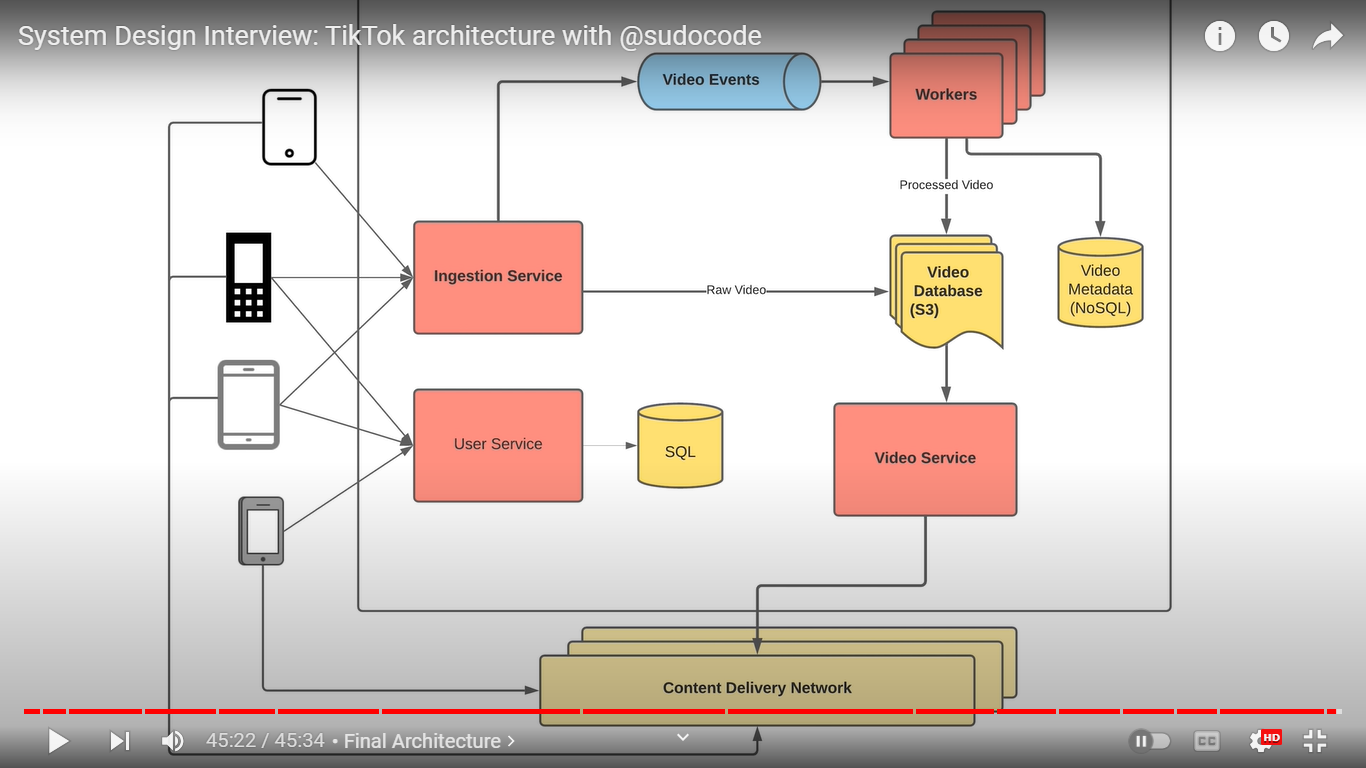 System Design Interview: TikTok architecture with @sudocode
Video Events
Workers
Processed Video
Ingestion Service
Raw Video
Video
Database
(S3)
Video
Metadata
(NoSQL)
User Service
SQL
Video Service
Content Delivery Network
45:22 / 45:34 • Final Architecture
CC
HD